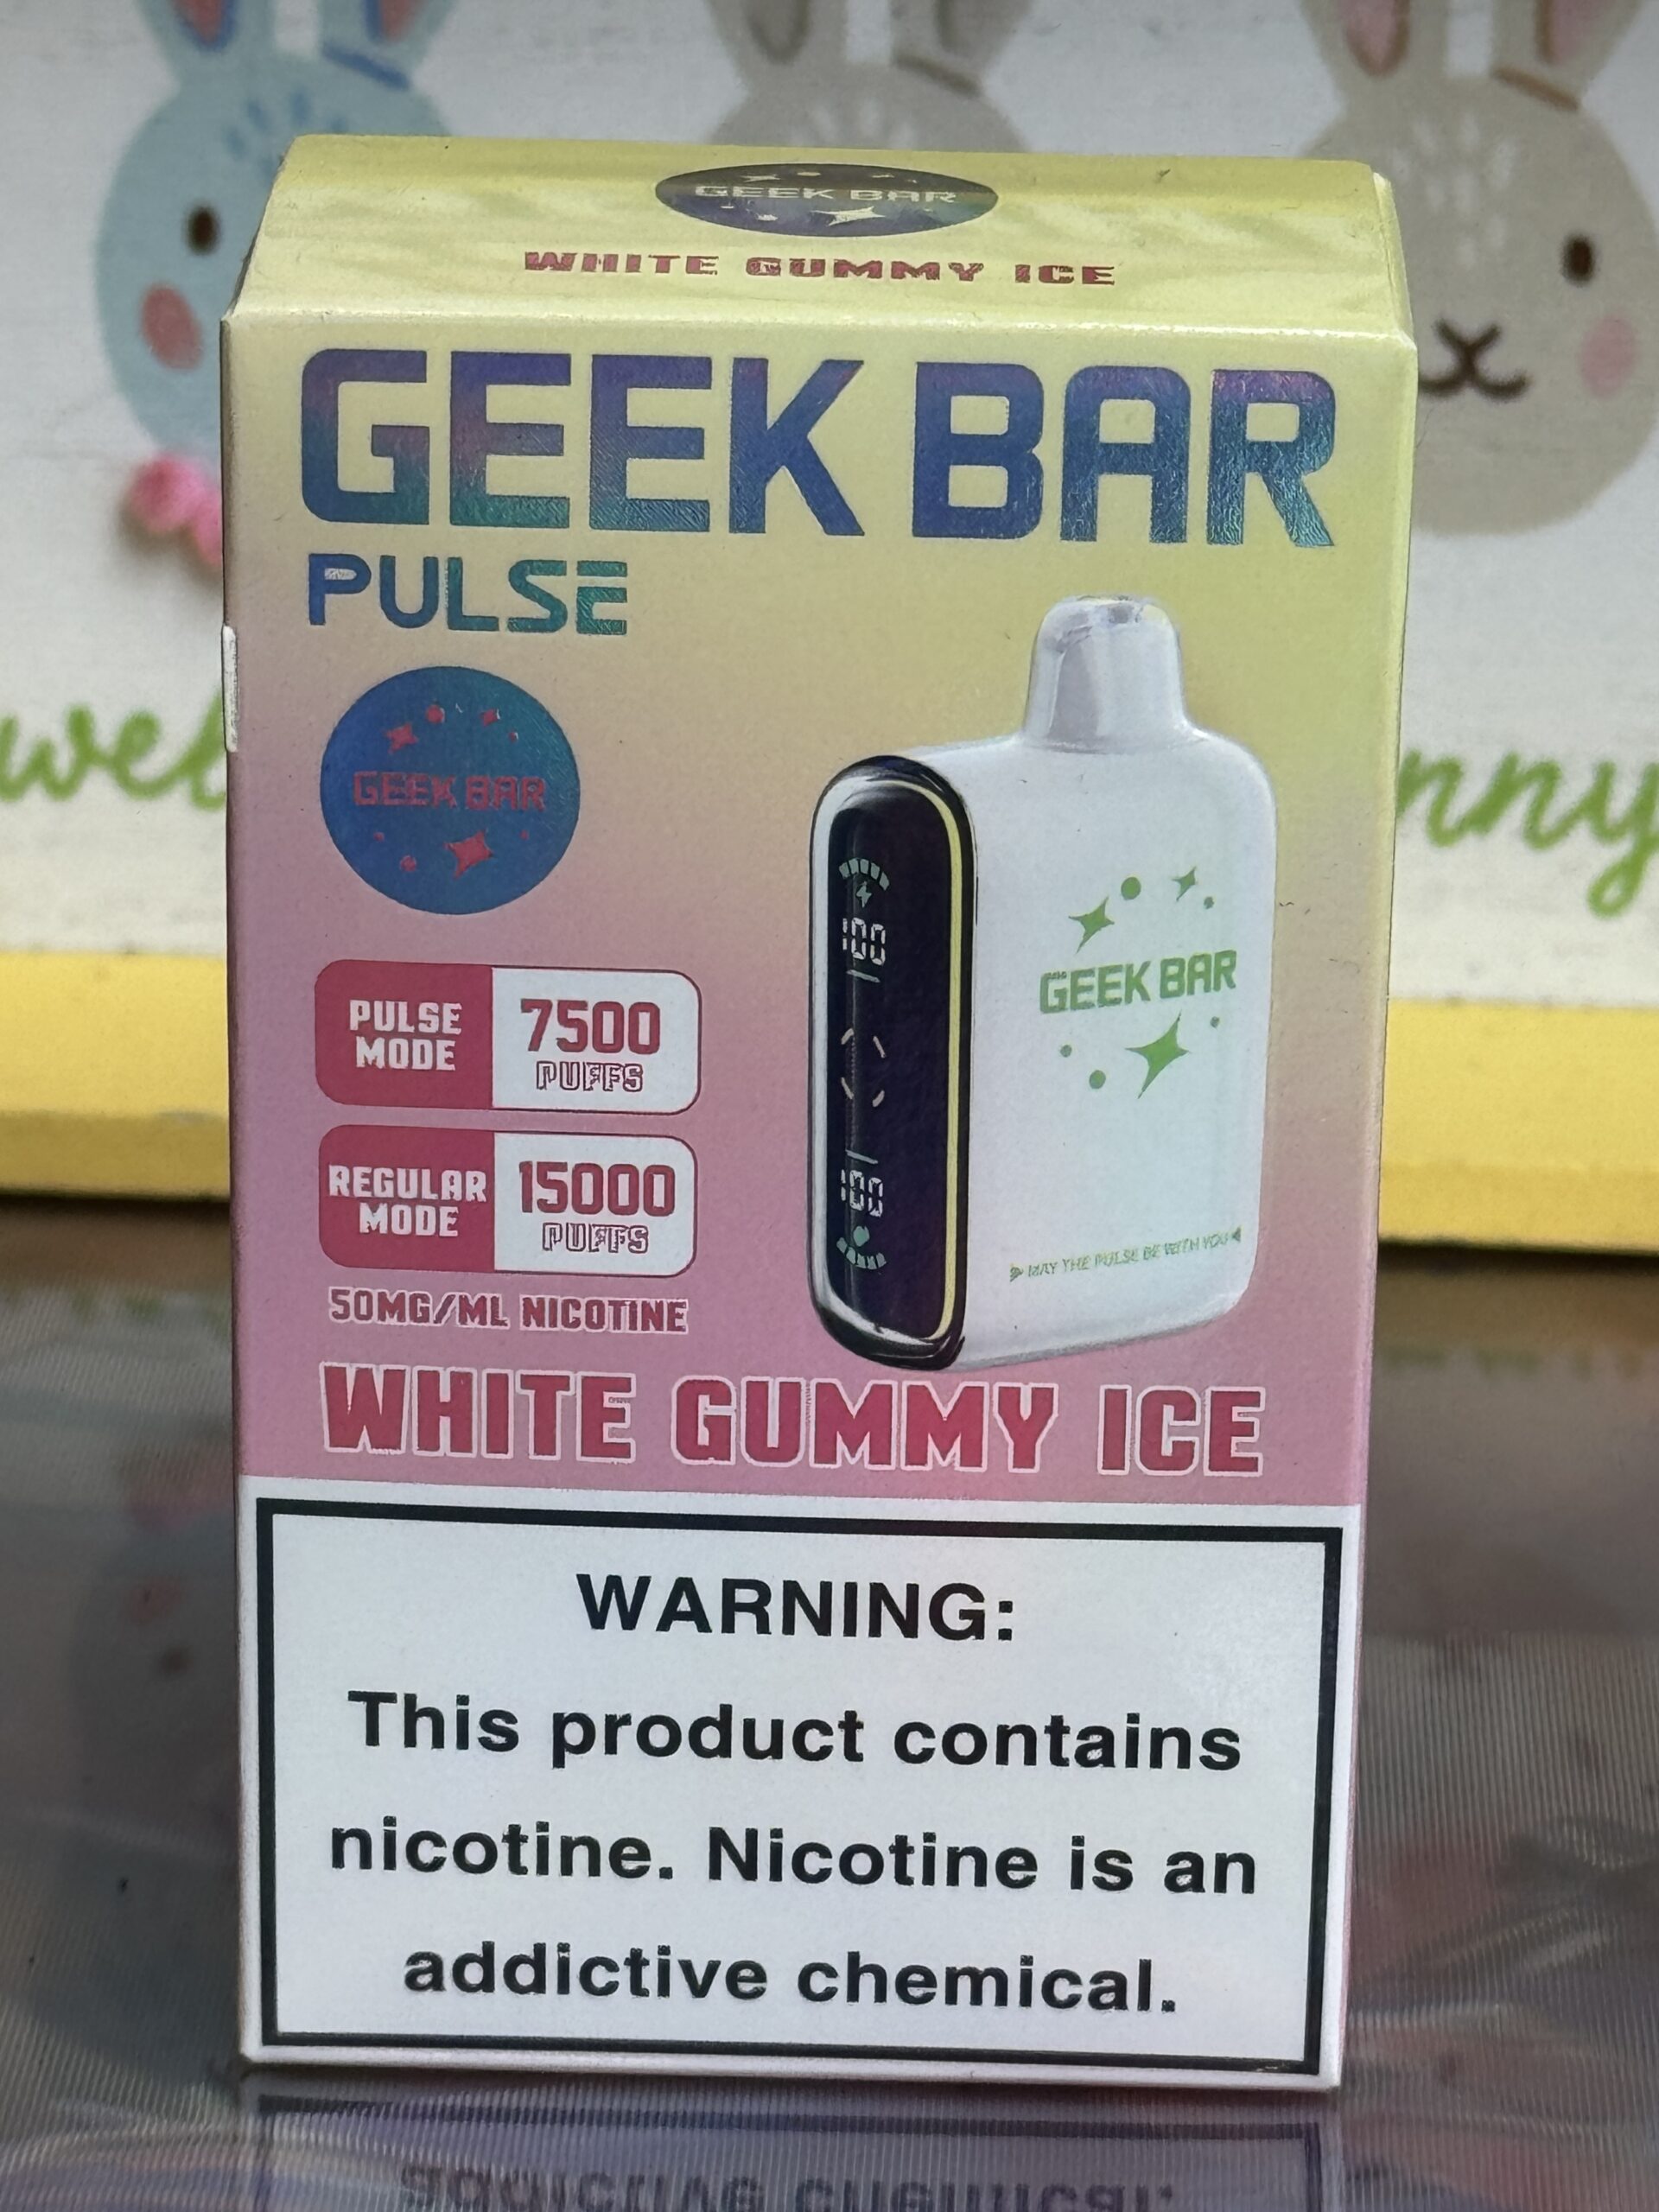 GEEK BAR
WHITE GUMMY ICE
GEEK BAR
PULSE
GEEK BAR
PULSE
MODE
7500
PUFFS
REGULAR
MODE
15000
PUFFS
50MG/ML NICOTINE
100
GEEK BAR
100
MAY THE PULSE BE WITH YOU
WHITE GUMMY ICE
WARNING:
This product contains
nicotine. Nicotine is an
addictive chemical.